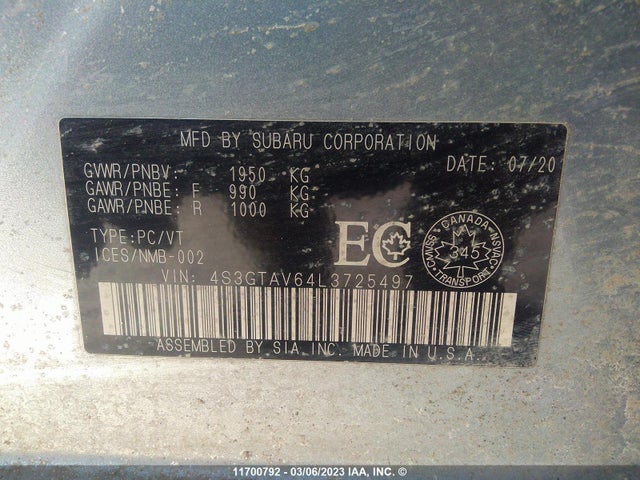 MFD BY SUBARU CORPORATION
GVWR/PNBV: 1950 KG DATE: 07/20
GAWR/PNBE: F 990 KG
GAWR/PNBE: R 1000 KG
TYPE:PC/VT
ICES/NMB-002
EC
CANADA
CMVSS 345 NSVAC
TRANSPORT
VIN: 4S3GTAV64L3725497
ASSEMBLED BY SIA, INC. MADE IN U.S.A.
11700792 - 03/06/2023 IAA, INC. ©